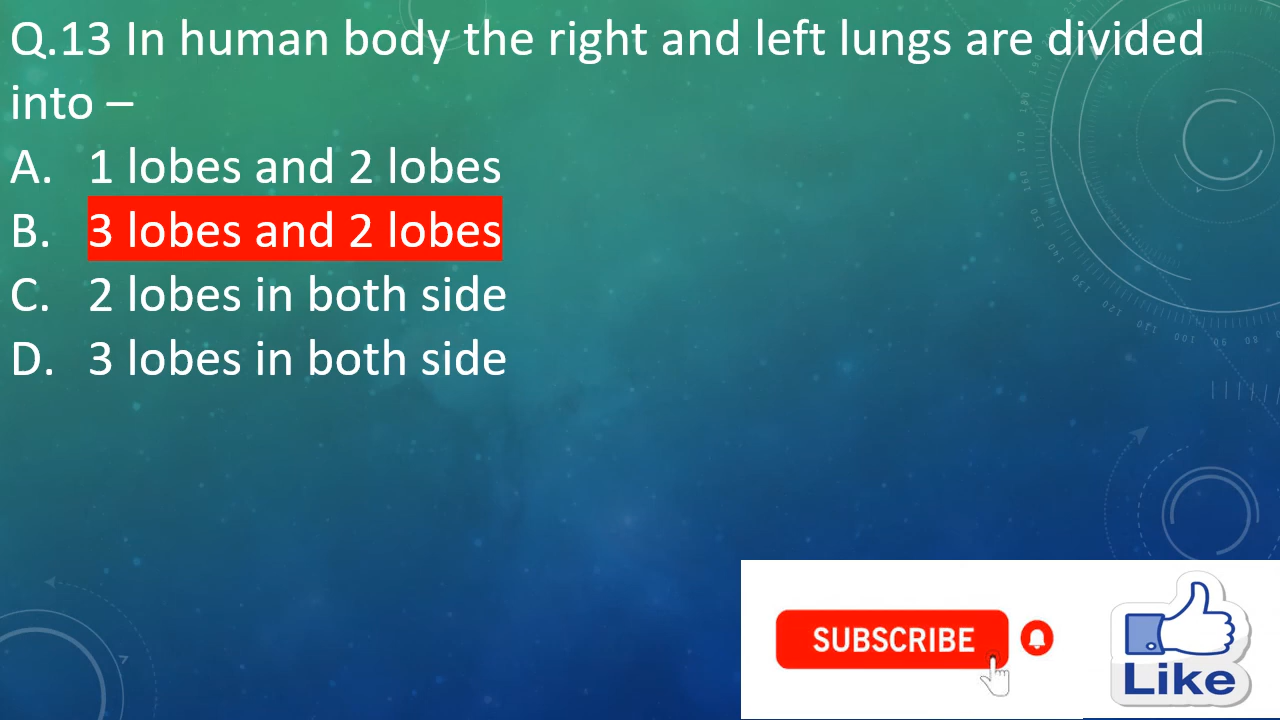 Q.13 In human body the right and left lungs are divided
into –
A. 1 lobes and 2 lobes
B. 3 lobes and 2 lobes
C. 2 lobes in both side
D. 3 lobes in both side
SUBSCRIBE
Like